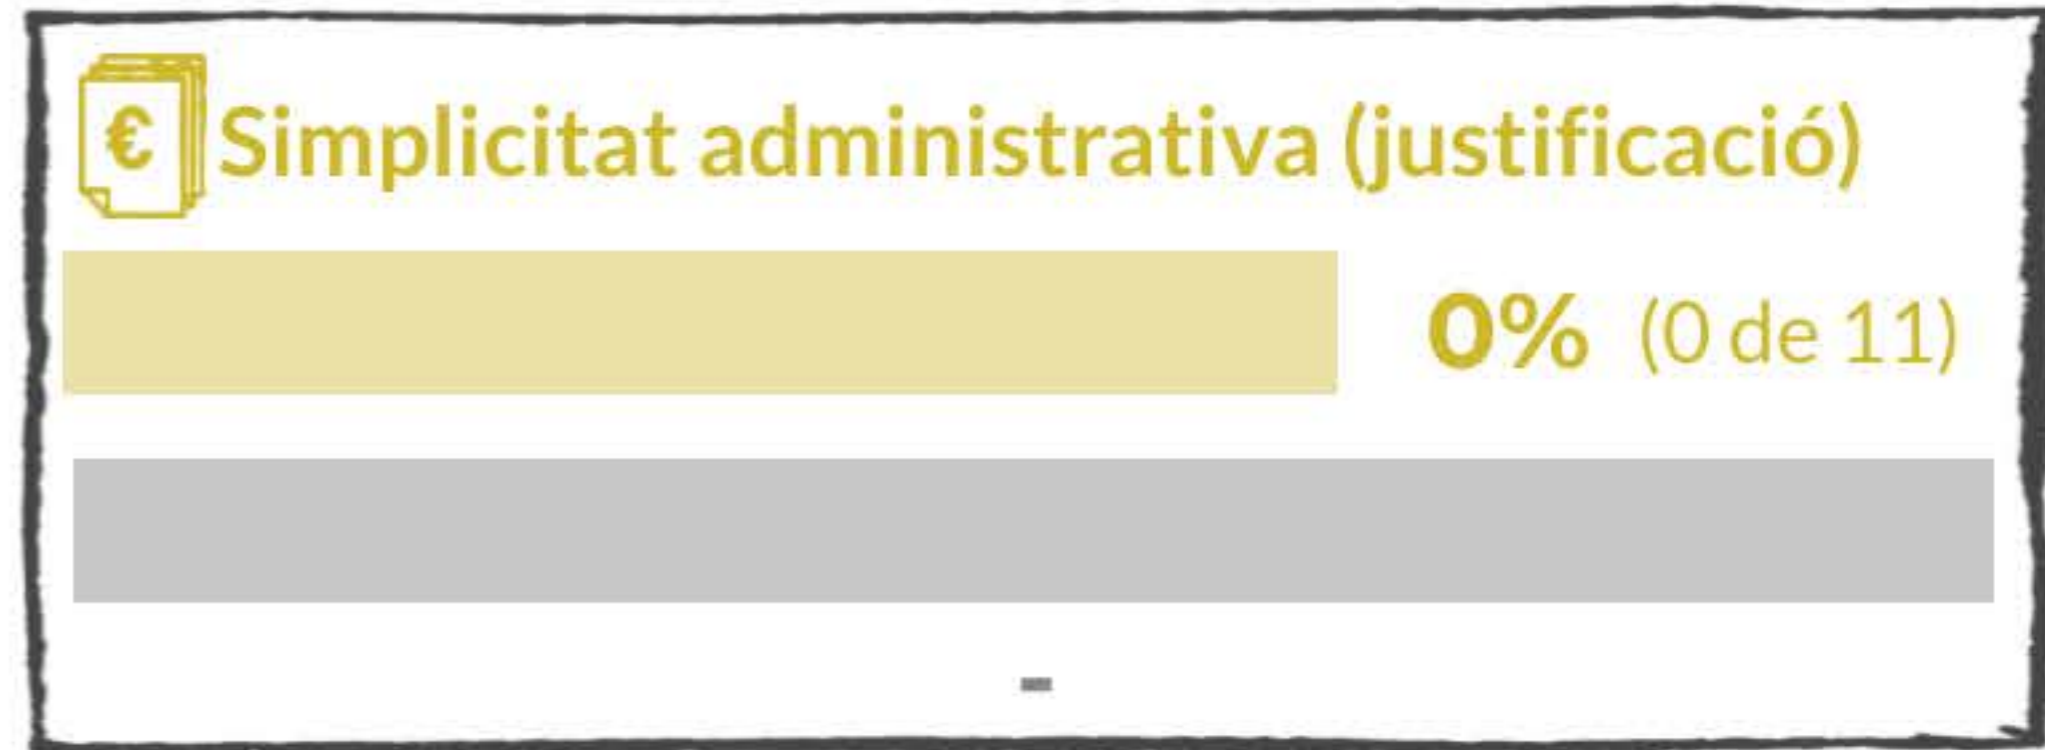 € Simplicitat administrativa (justificació)
0% (0 de 11)
-